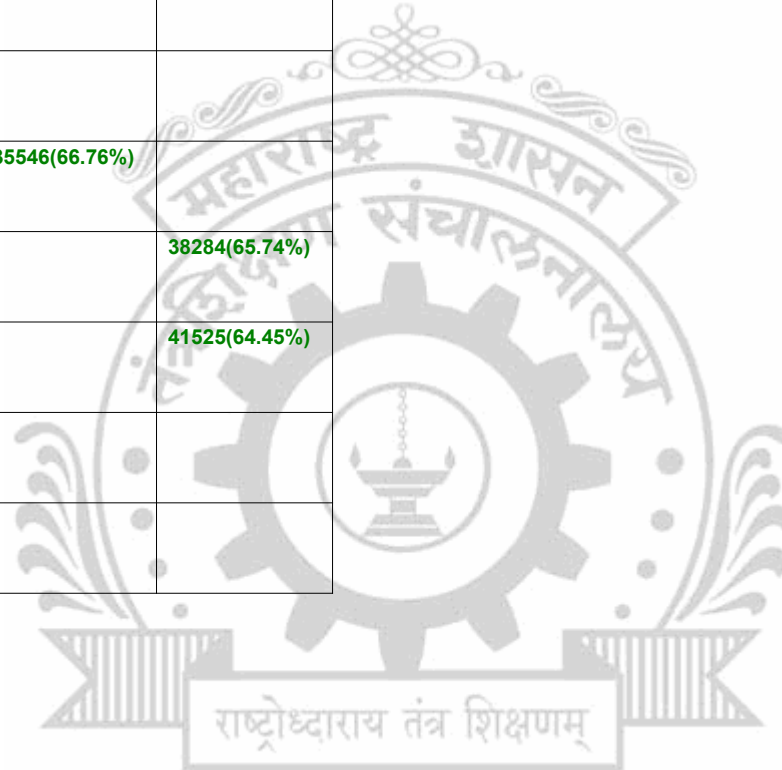 महाराष्ट्र शासन
35546(66.76%)
तंत्रशिक्षण संचालनालय
38284(65.74%)
41525(64.45%)
राष्ट्रोध्दाराय तंत्र शिक्षणम्